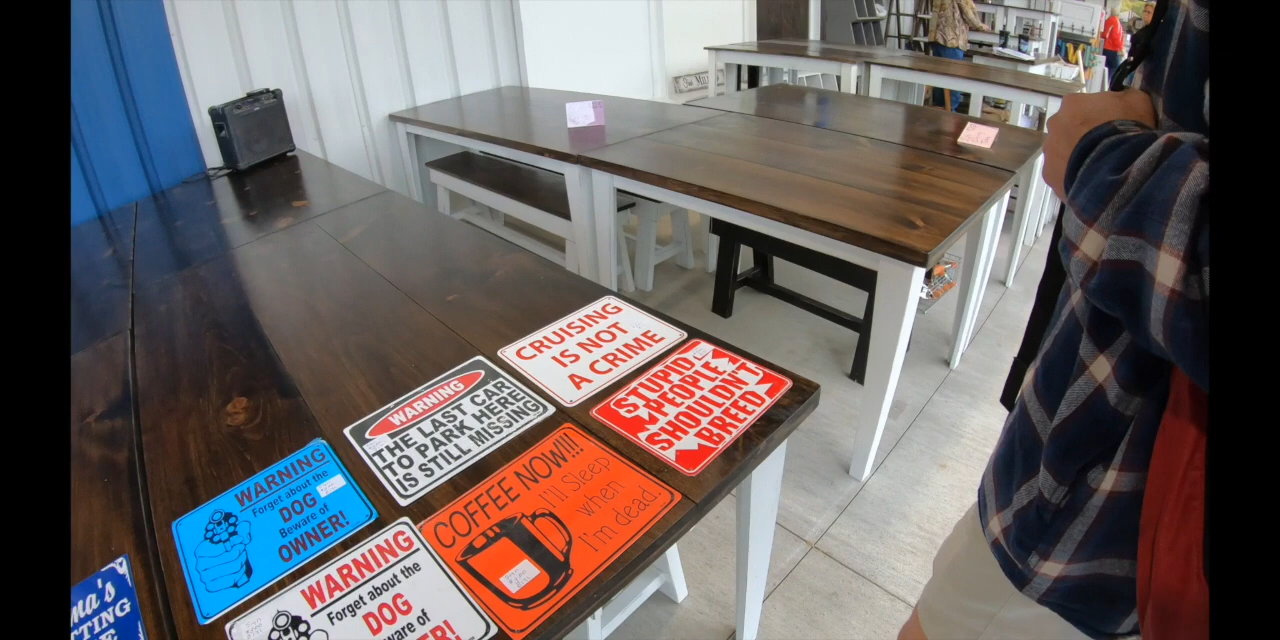 CRUISING
IS NOT
A CRIME
STUPID
PEOPLE
SHOULDN'T
BREED
WARNING
THE LAST CAR
TO PARK HERE
IS STILL MISSING
COFFEE NOW!!!
I'll Sleep
when
I'm dead!
WARNING
Forget about the
DOG
Beware of
OWNER!
WARNING
Forget about the
DOG